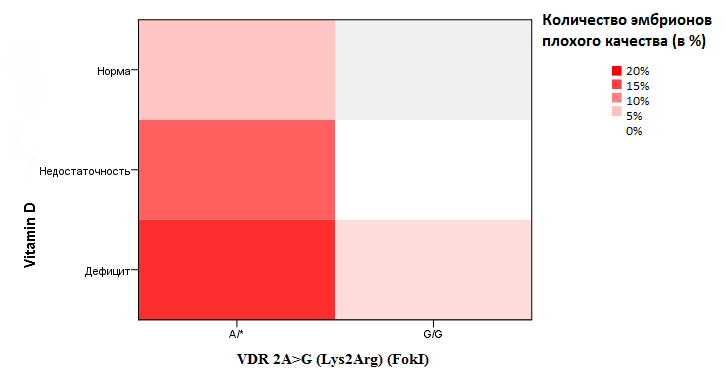 Количество эмбрионов
плохого качества (в %)
20%
15%
10%
5%
0%
Норма
Недостаточность
Дефицит
Vitamin D
A/*
G/G
VDR 2A>G (Lys2Arg) (FokI)